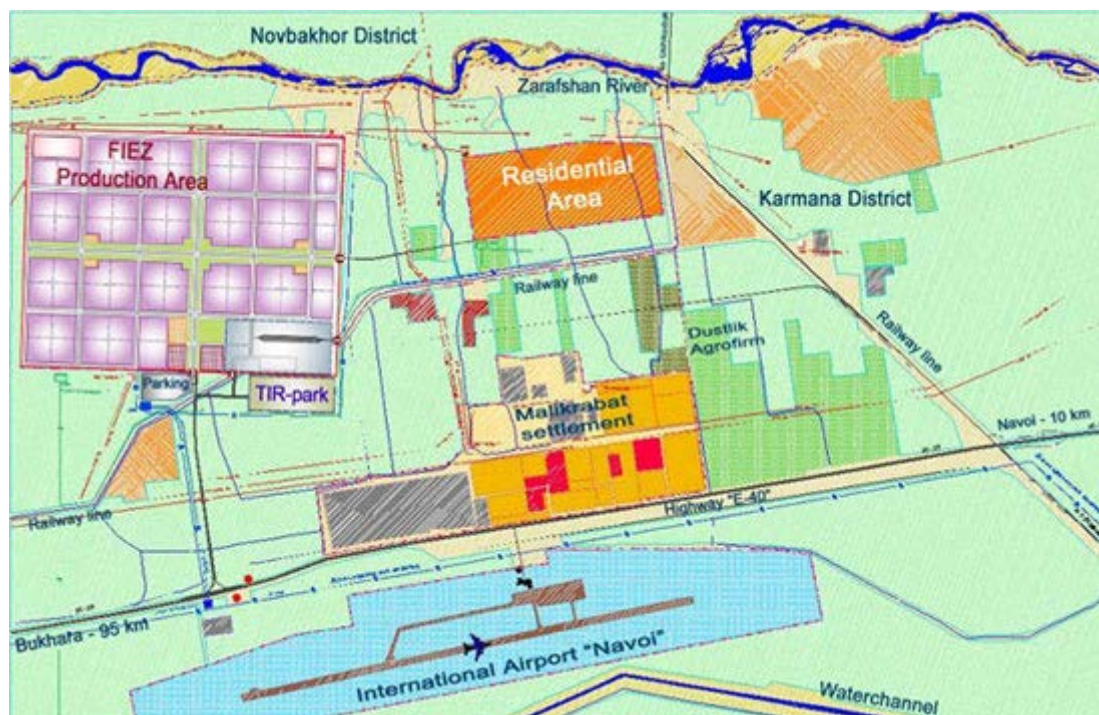 Novbakhor District
Zarafshan River
FIEZ
Production Area
Residential
Area
Karmana District
Railway line
Railway line
Dustlik
Agrofirm
Parking
TIR-park
Malikrabat
settlement
Navoi - 10 km
Railway line
Highway "E-40"
Bukhara - 95 km
International Airport "Navoi"
Waterchannel